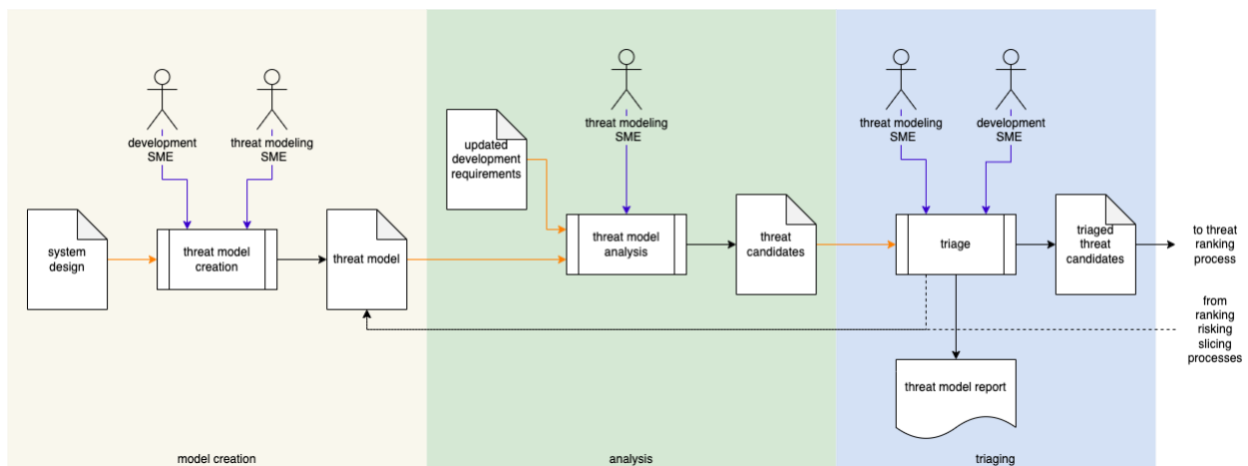 development
SME
threat modeling
SME
system
design
threat model
creation
threat model
updated
development
requirements
threat modeling
SME
threat model
analysis
threat
candidates
threat modeling
SME
development
SME
triage
triaged
threat
candidates
to threat
ranking
process
from
ranking
risking
slicing
processes
threat model report
model creation
analysis
triaging